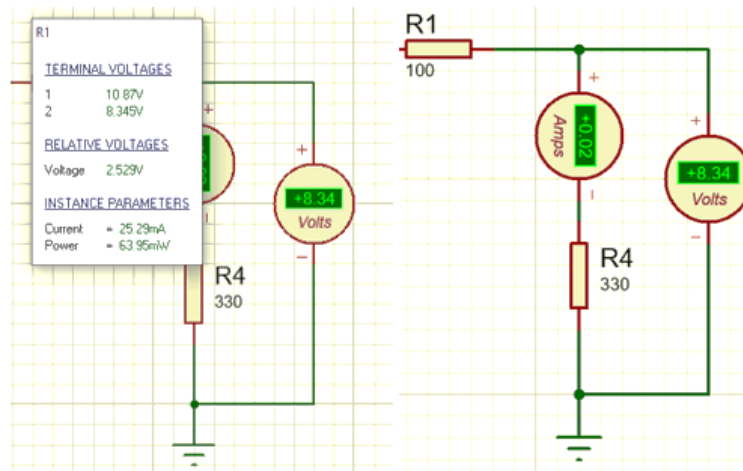 R1
TERMINAL VOLTAGES
1 10.87V
2 8.345V
RELATIVE VOLTAGES
Voltage 2.529V
INSTANCE PARAMETERS
Current = 25.29mA
Power = 63.95mW
+
+
+8.34
Volts
R4
330
R1
100
+
Amps
+0.02
+
+8.34
Volts
R4
330